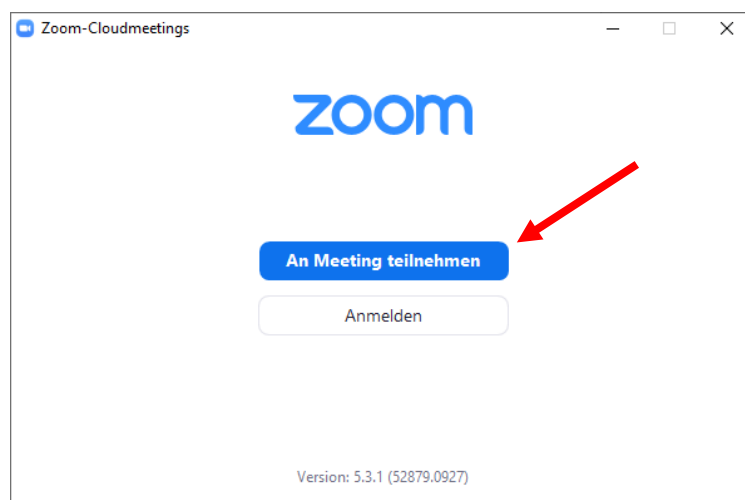 Zoom-Cloudmeetings
zoom
An Meeting teilnehmen
Anmelden
Version: 5.3.1 (52879.0927)